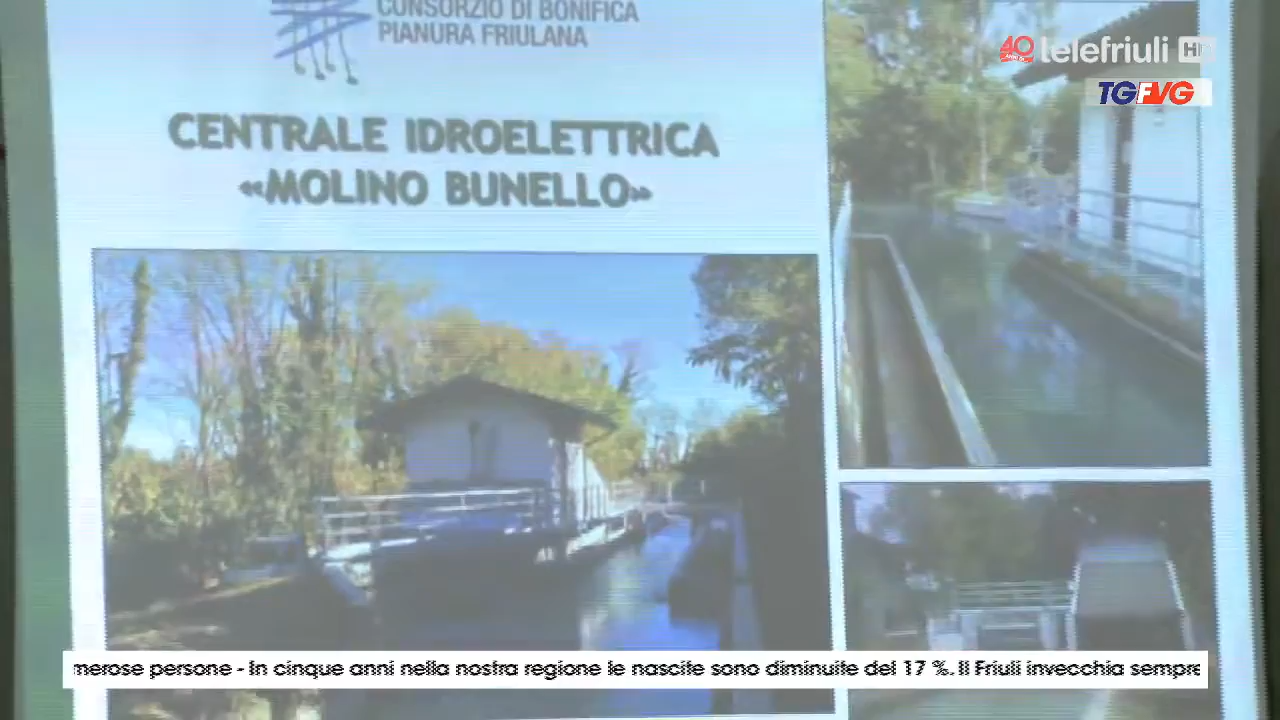 CONSORZIO DI BONIFICA
PIANURA FRIULANA
40 telefriuli HD
TGFVG
CENTRALE IDROELETTRICA
«MOLINO BUNELLO»
merose persone - In cinque anni nella nostra regione le nascite sono diminuite del 17 %. Il Friuli invecchia sempre